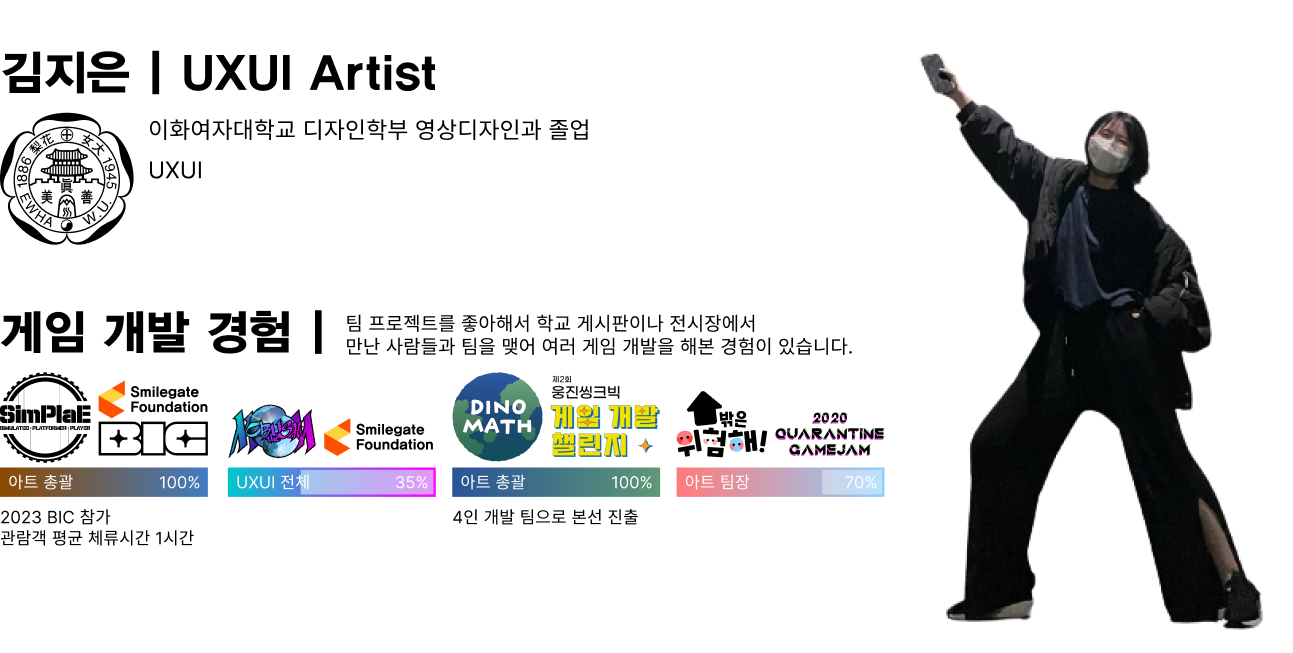 김지은 | UXUI Artist
이화여자대학교 디자인학부 영상디자인과 졸업
UXUI
1886 梨花 女大 1945
眞
美 善
EWHA W.U.
게임 개발 경험 |
팀 프로젝트를 좋아해서 학교 게시판이나 전시장에서
만난 사람들과 팀을 맺어 여러 게임 개발을 해본 경험이 있습니다.
SimPlaE
SIMULATED · PLATFORMER · PLAYER
Smilegate
Foundation
BIC
아트 총괄 100%
2023 BIC 참가
관람객 평균 체류시간 1시간
Smilegate
Foundation
UXUI 전체 35%
DINO
MATH
제2회
웅진씽크빅
게임 개발
챌린지
아트 총괄 100%
4인 개발 팀으로 본선 진출
밖은
위험해!
2020
QUARANTINE
GAMEJAM
아트 팀장 70%